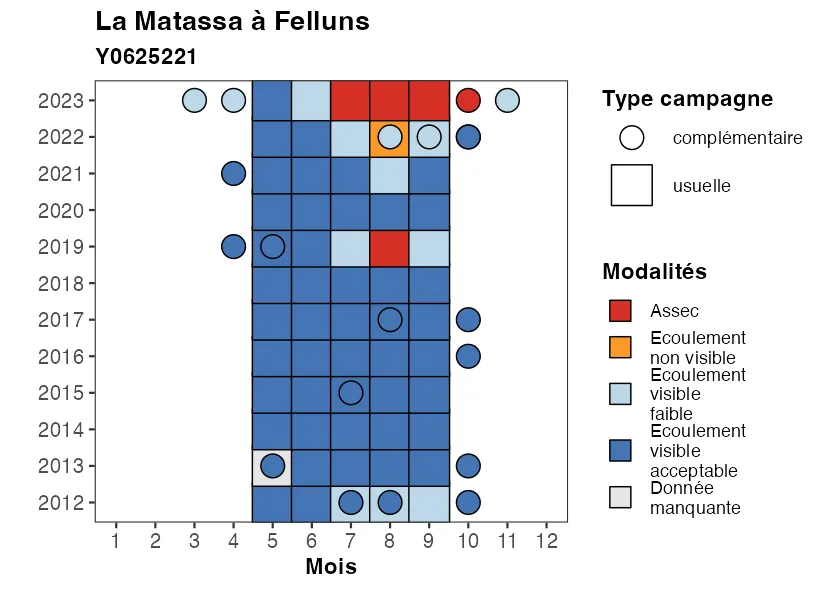 La Matassa à Felluns
Y0625221
2023
2022
2021
2020
2019
2018
2017
2016
2015
2014
2013
2012
1 2 3 4 5 6 7 8 9 10 11 12
Mois
Type campagne
complémentaire
usuelle
Modalités
Assec
Ecoulement
non visible
Ecoulement
visible
faible
Ecoulement
visible
acceptable
Donnée
manquante